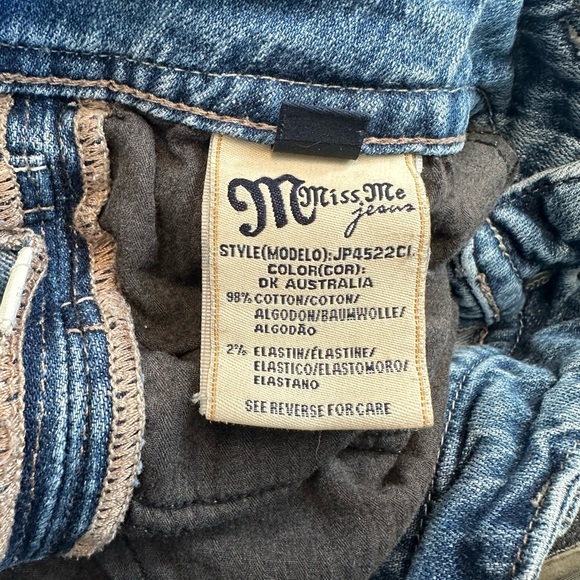 M Miss Me
jeans
STYLE(MODELO):JP4522CL
COLOR(COR):
DK AUSTRALIA
98% COTTON/COTON/
ALGODON/BAUMWOLLE/
ALGODÃO
2% ELASTIN/ÉLASTINE/
ELASTICO/ELASTOMORO/
ELASTANO
SEE REVERSE FOR CARE